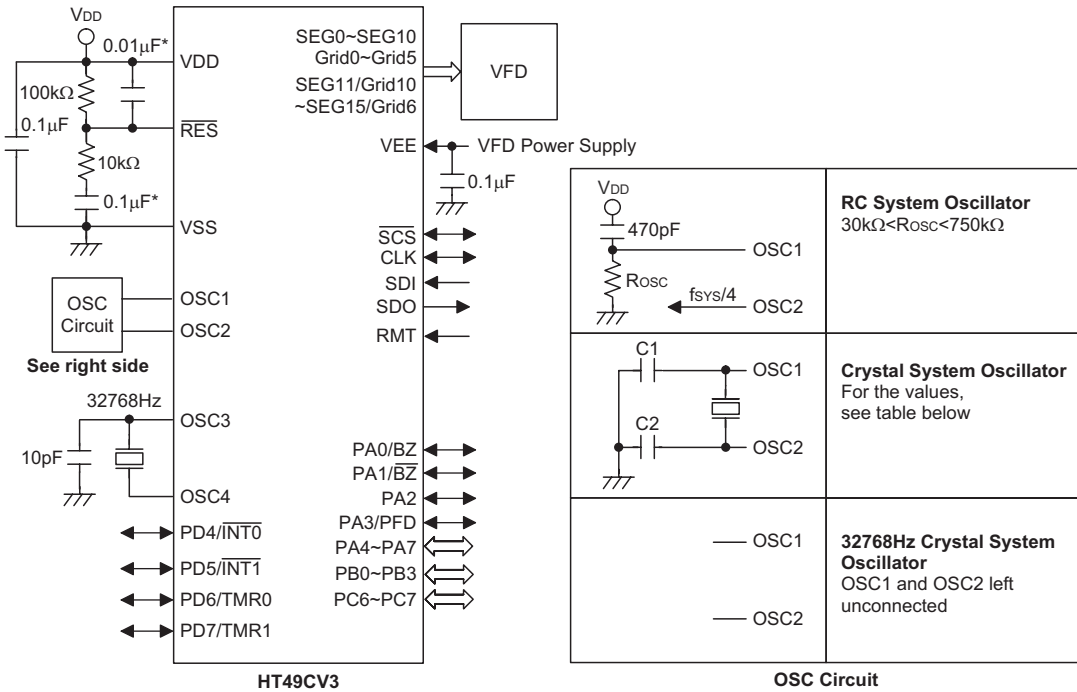 VDD
0.01μF*
100kΩ
0.1μF
10kΩ
0.1μF*
VDD
RES
VSS
OSC
Circuit
See right side
OSC1
OSC2
32768Hz
10pF
OSC3
OSC4
PD4/INT0
PD5/INT1
PD6/TMR0
PD7/TMR1
SEG0~SEG10
Grid0~Grid5
SEG11/Grid10
~SEG15/Grid6
VFD
VEE
VFD Power Supply
0.1μF
SCS
CLK
SDI
SDO
RMT
PA0/BZ
PA1/BZ
PA2
PA3/PFD
PA4~PA7
PB0~PB3
PC6~PC7
HT49CV3
VDD
470pF
OSC1
ROSC
fSYS/4
OSC2
RC System Oscillator
30kΩ<ROSC<750kΩ
C1
OSC1
C2
OSC2
Crystal System Oscillator
For the values,
see table below
OSC1
OSC2
32768Hz Crystal System
Oscillator
OSC1 and OSC2 left
unconnected
OSC Circuit